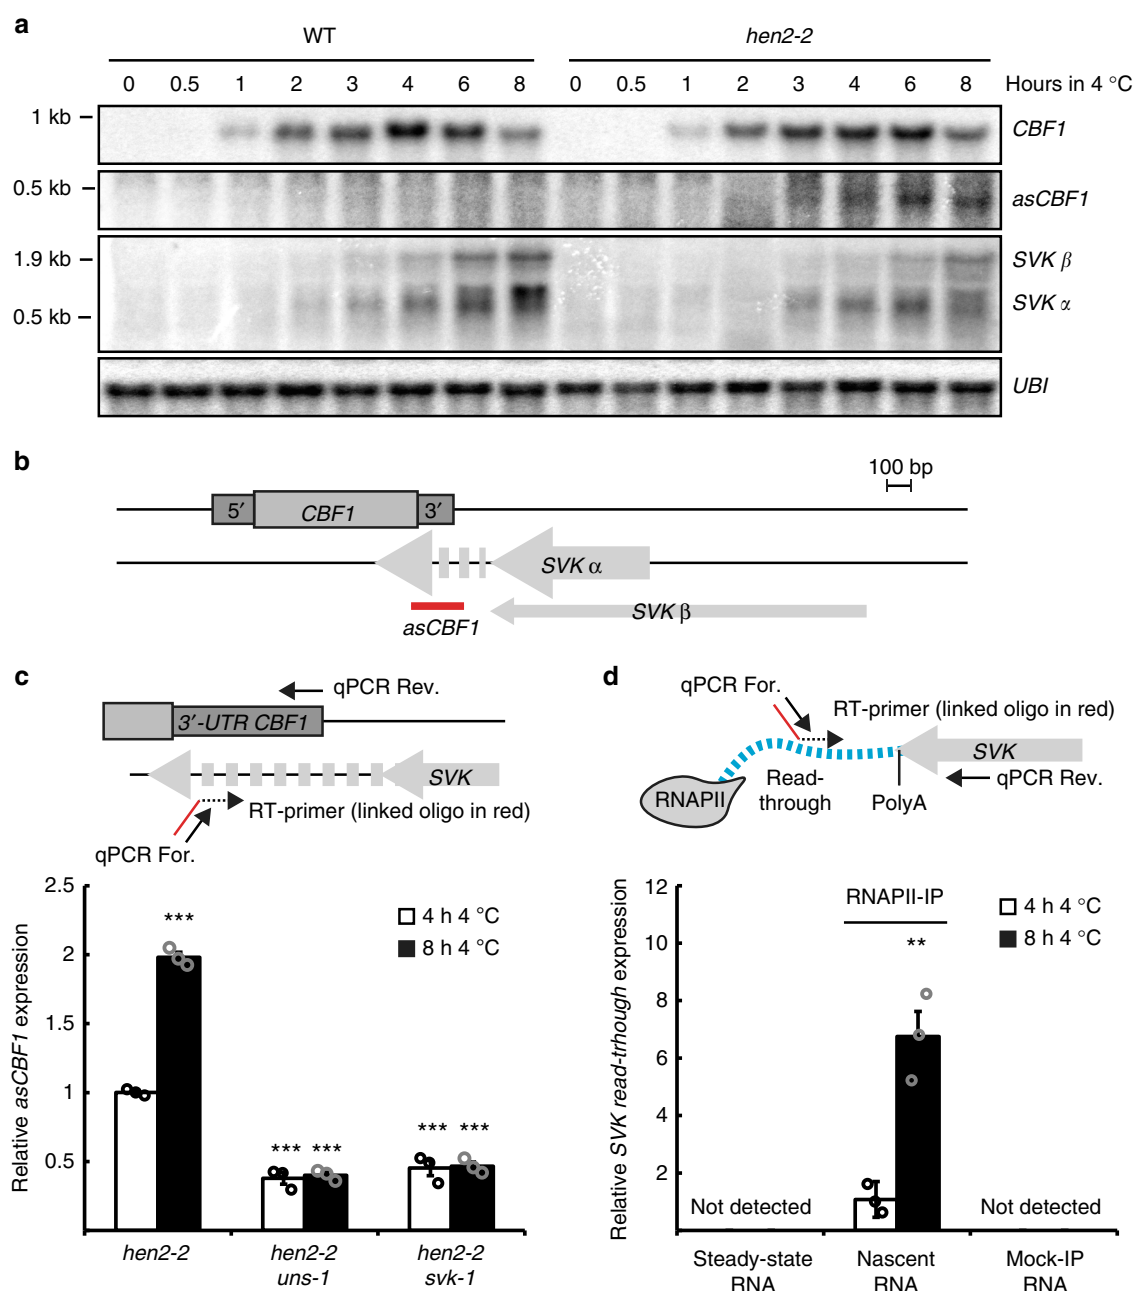 a
WT hen2-2
0 0.5 1 2 3 4 6 8 0 0.5 1 2 3 4 6 8 Hours in 4 °C
1 kb CBF1
0.5 kb asCBF1
1.9 kb SVK β
0.5 kb SVK α
UBI
b
100 bp
5′ CBF1 3′
SVK α
SVK β
asCBF1
c
qPCR Rev.
3′-UTR CBF1
SVK
RT-primer (linked oligo in red)
qPCR For.
Relative asCBF1 expression
2.5
2
1.5
1
0.5
4 h 4 °C
8 h 4 °C
***
*** ***
*** ***
hen2-2
hen2-2 uns-1
hen2-2 svk-1
d
qPCR For.
RT-primer (linked oligo in red)
SVK
qPCR Rev.
RNAPII
Read-through
PolyA
Relative SVK read-trhough expression
12
10
8
6
4
2
RNAPII-IP
**
4 h 4 °C
8 h 4 °C
Not detected
Not detected
Steady-state RNA
Nascent RNA
Mock-IP RNA